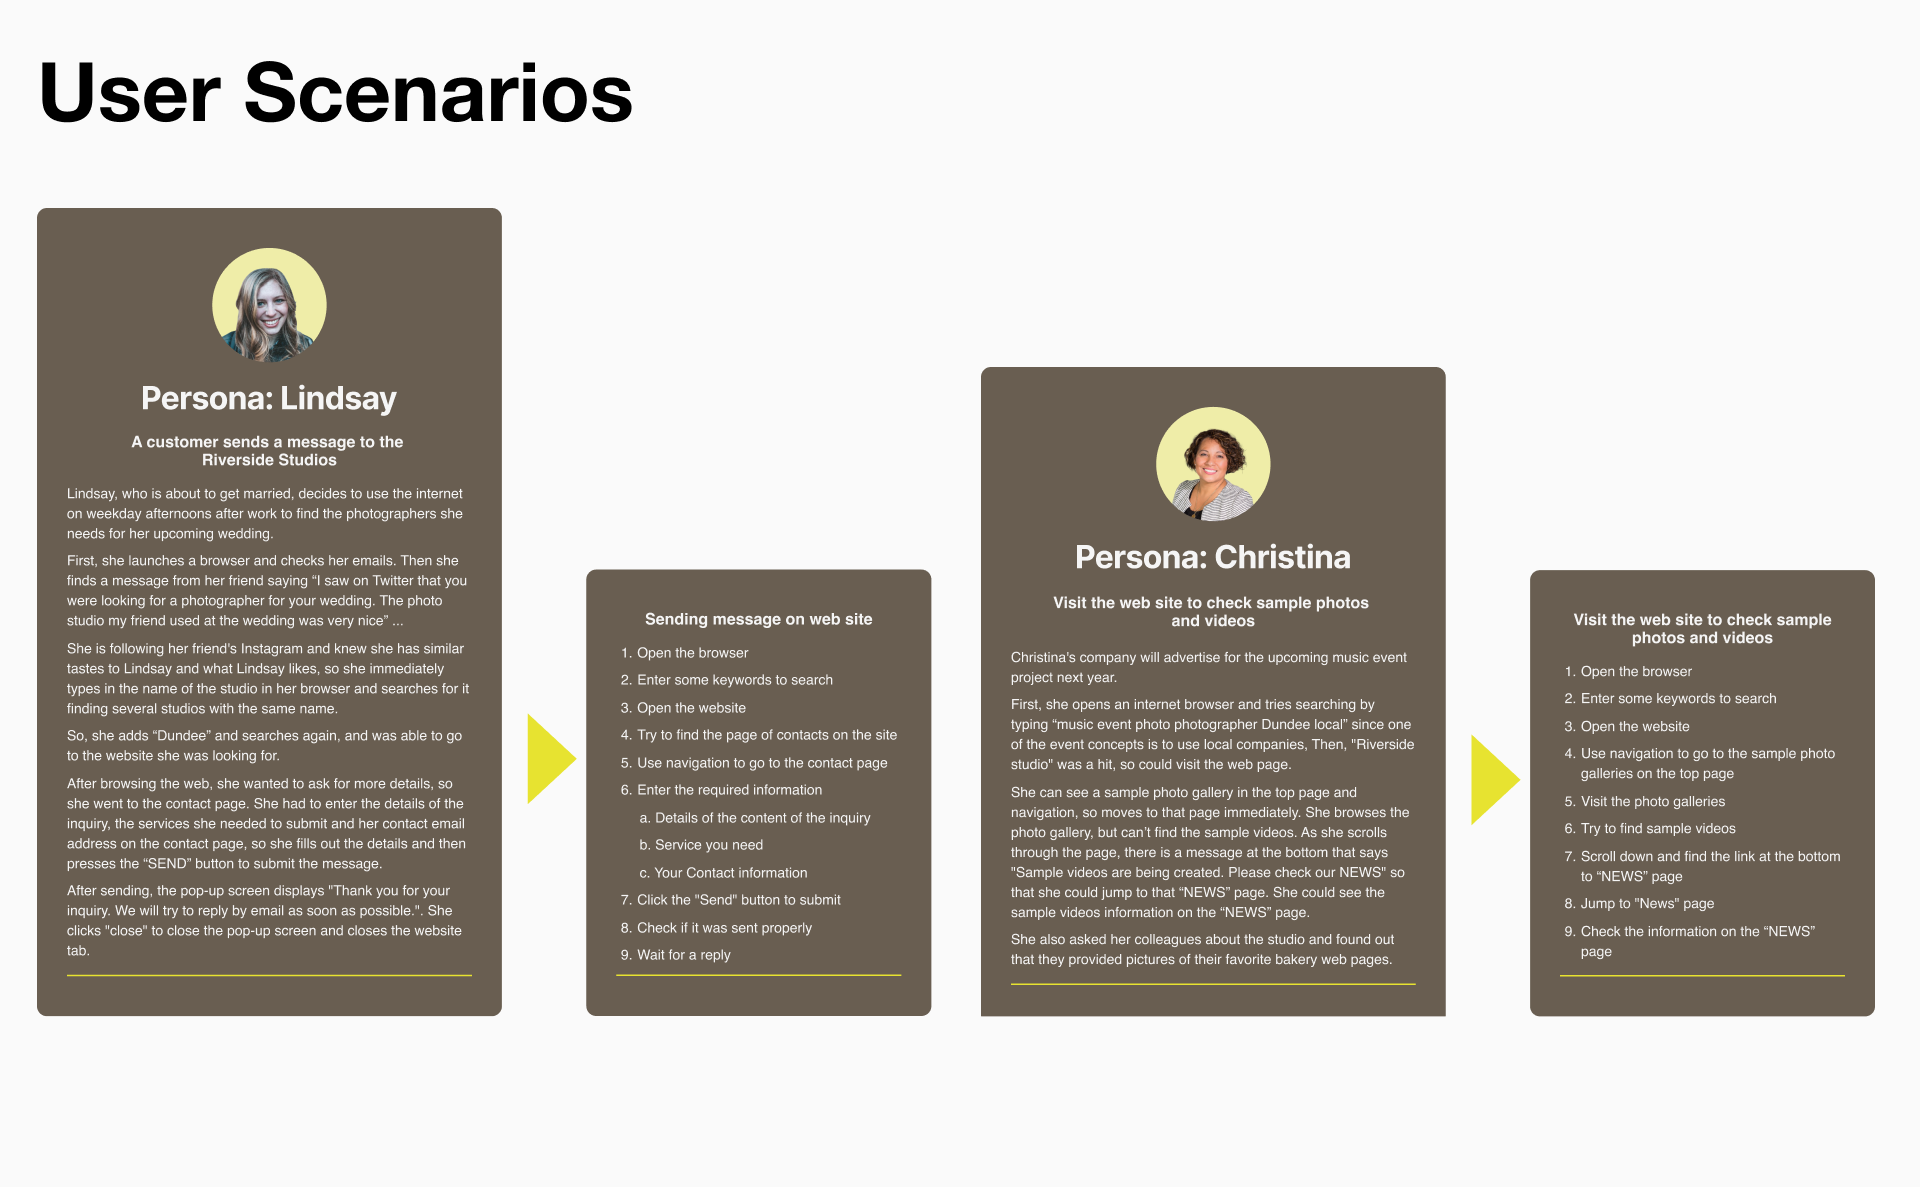 User Scenarios
Persona: Lindsay
A customer sends a message to the
Riverside Studios
Lindsay, who is about to get married, decides to use the internet
on weekday afternoons after work to find the photographers she
needs for her upcoming wedding.
First, she launches a browser and checks her emails. Then she
finds a message from her friend saying “I saw on Twitter that you
were looking for a photographer for your wedding. The photo
studio my friend used at the wedding was very nice” ...
She is following her friend's Instagram and knew she has similar
tastes to Lindsay and what Lindsay likes, so she immediately
types in the name of the studio in her browser and searches for it
finding several studios with the same name.
So, she adds “Dundee” and searches again, and was able to go
to the website she was looking for.
After browsing the web, she wanted to ask for more details, so
she went to the contact page. She had to enter the details of the
inquiry, the services she needed to submit and her contact email
address on the contact page, so she fills out the details and then
presses the “SEND” button to submit the message.
After sending, the pop-up screen displays "Thank you for your
inquiry. We will try to reply by email as soon as possible.". She
clicks "close" to close the pop-up screen and closes the website
tab.
Sending message on web site
1. Open the browser
2. Enter some keywords to search
3. Open the website
4. Try to find the page of contacts on the site
5. Use navigation to go to the contact page
6. Enter the required information
a. Details of the content of the inquiry
b. Service you need
c. Your Contact information
7. Click the "Send" button to submit
8. Check if it was sent properly
9. Wait for a reply
Persona: Christina
Visit the web site to check sample photos
and videos
Christina's company will advertise for the upcoming music event
project next year.
First, she opens an internet browser and tries searching by
typing “music event photo photographer Dundee local” since one
of the event concepts is to use local companies, Then, "Riverside
studio" was a hit, so could visit the web page.
She can see a sample photo gallery in the top page and
navigation, so moves to that page immediately. She browses the
photo gallery, but can’t find the sample videos. As she scrolls
through the page, there is a message at the bottom that says
"Sample videos are being created. Please check our NEWS" so
that she could jump to that “NEWS” page. She could see the
sample videos information on the “NEWS” page.
She also asked her colleagues about the studio and found out
that they provided pictures of their favorite bakery web pages.
Visit the web site to check sample
photos and videos
1. Open the browser
2. Enter some keywords to search
3. Open the website
4. Use navigation to go to the sample photo
galleries on the top page
5. Visit the photo galleries
6. Try to find sample videos
7. Scroll down and find the link at the bottom
to “NEWS” page
8. Jump to "News" page
9. Check the information on the “NEWS”
page